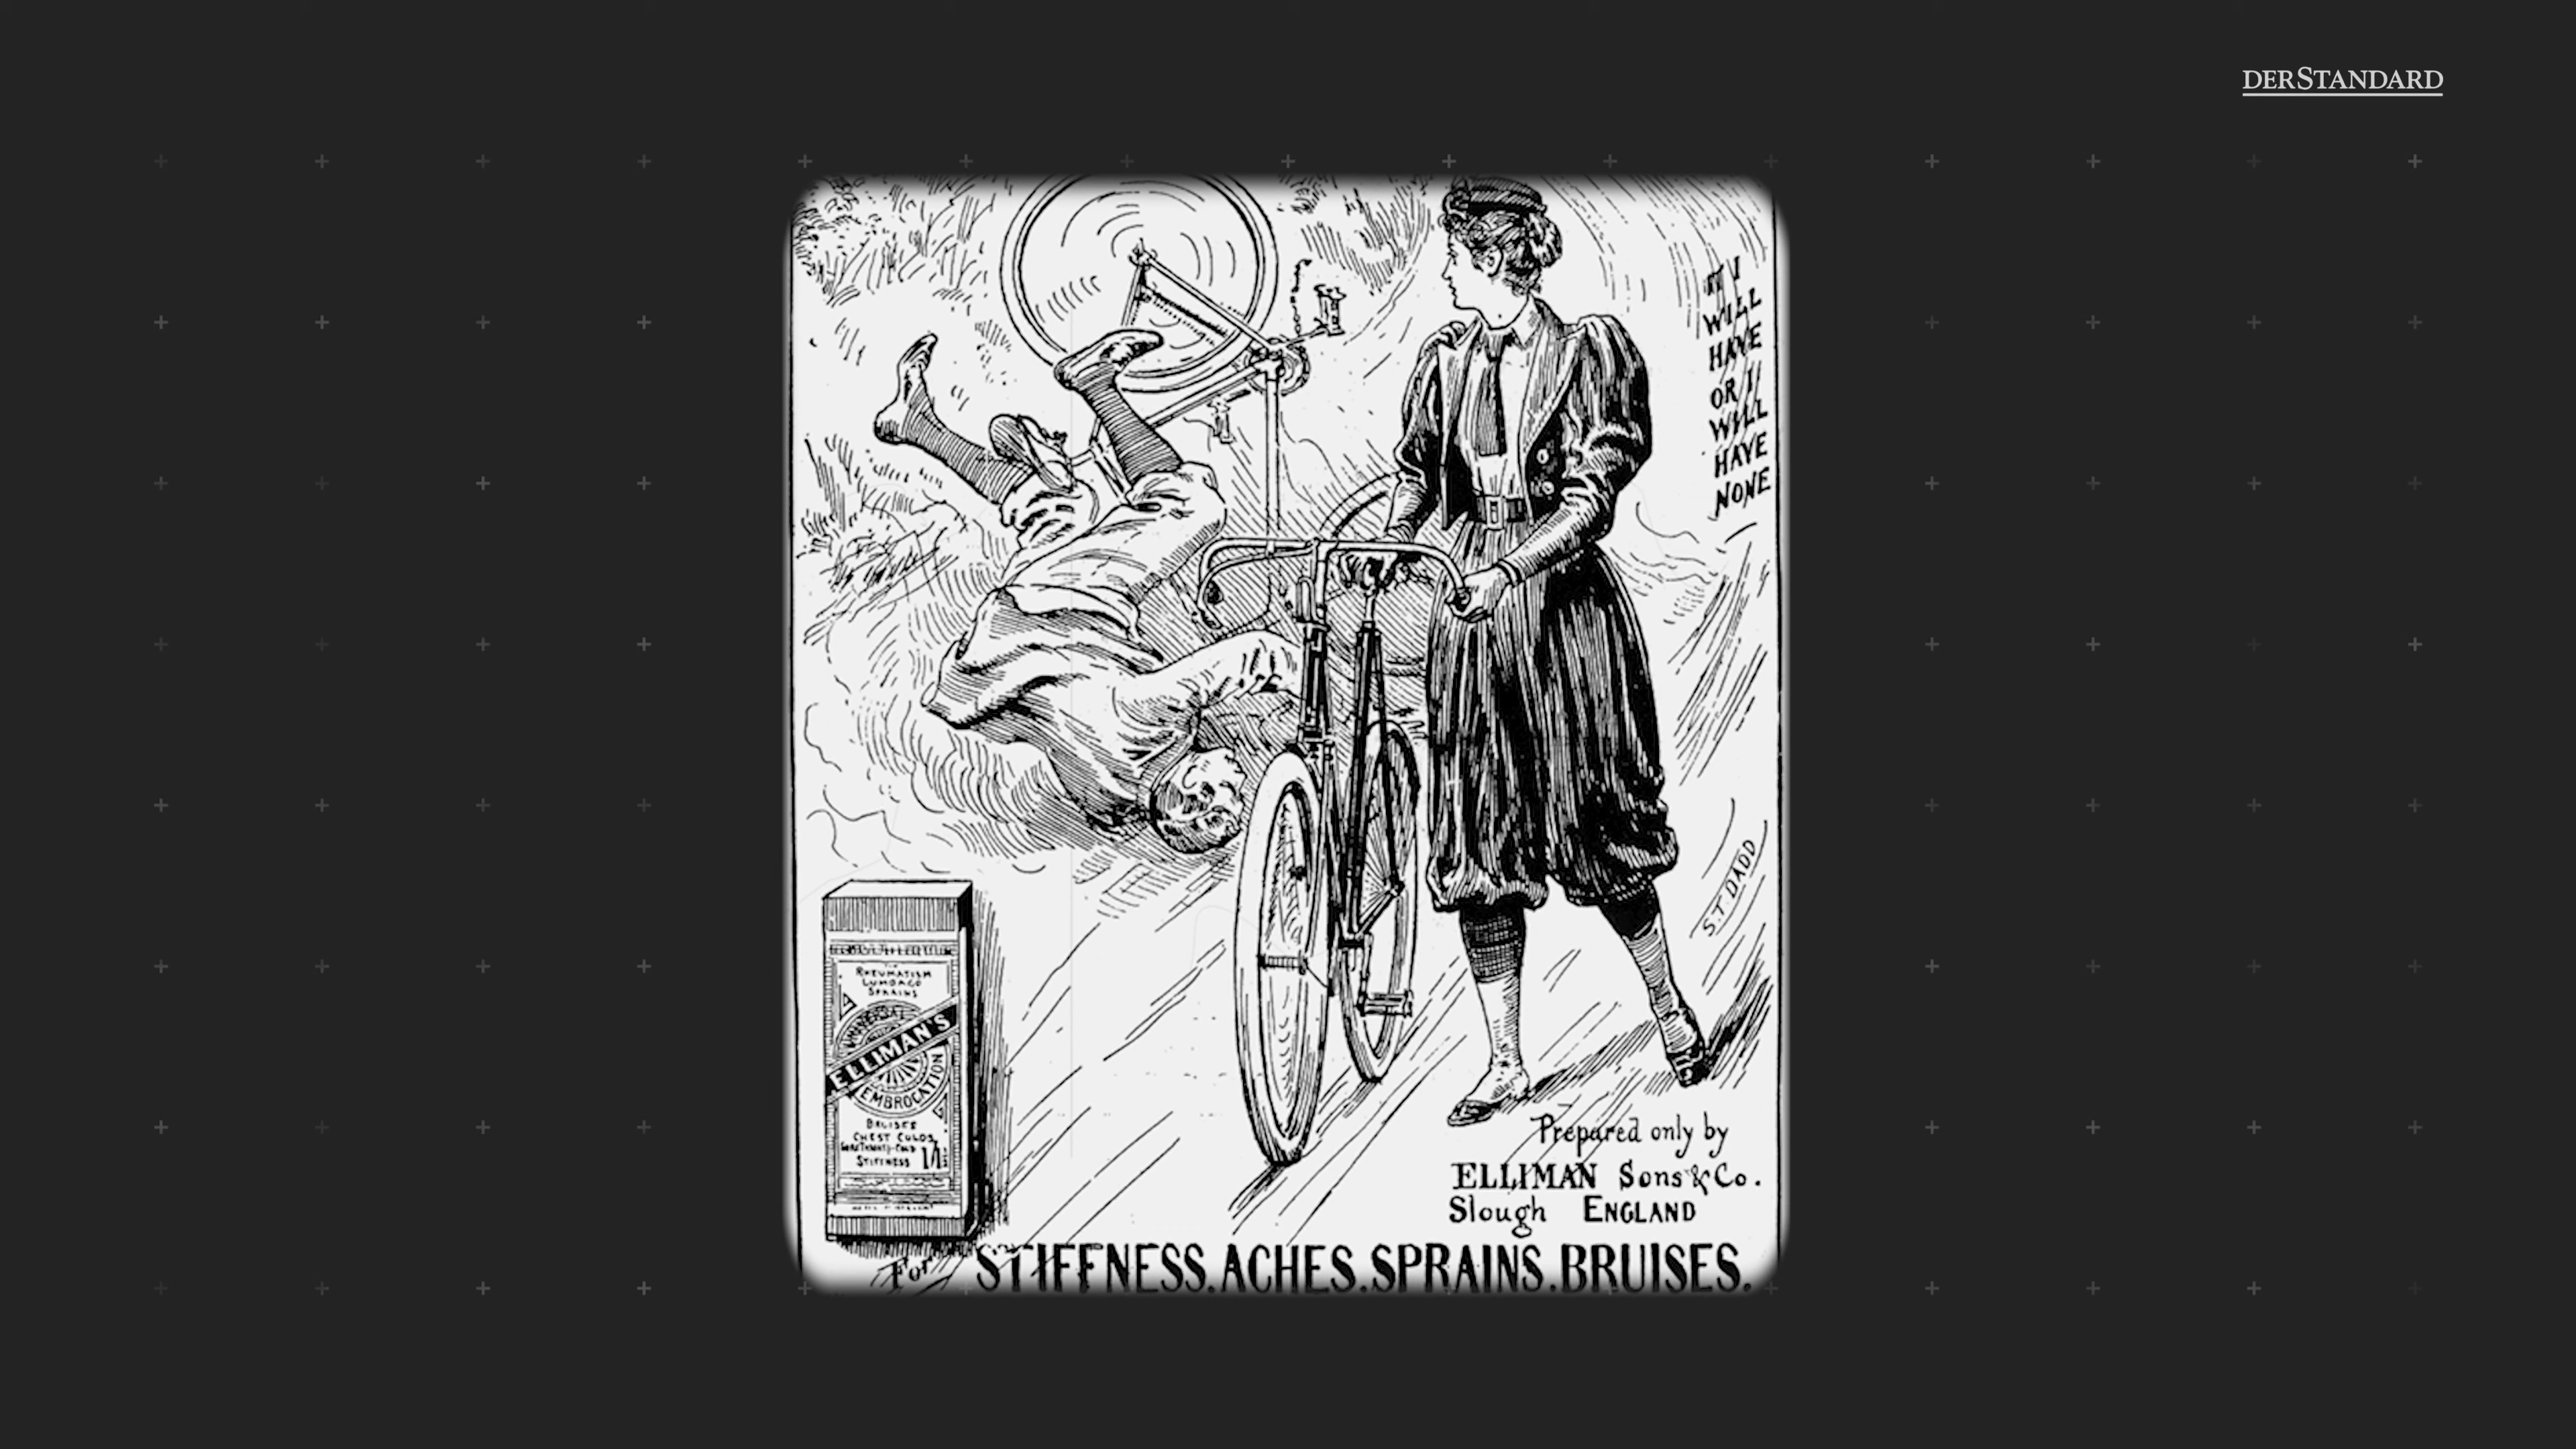 DERSTANDARD
I
WILL
HAVE
OR I
WILL
HAVE
NONE
S.T. DADD
RHEUMATISM
LUMBAGO
SPRAINS
UNIVERSAL
ELLIMAN'S
EMBROCATION
BRUISES
CHEST COLDS
STIFFNESS 1/1½
Prepared only by
ELLIMAN Sons & Co.
Slough ENGLAND
For STIFFNESS. ACHES. SPRAINS. BRUISES.